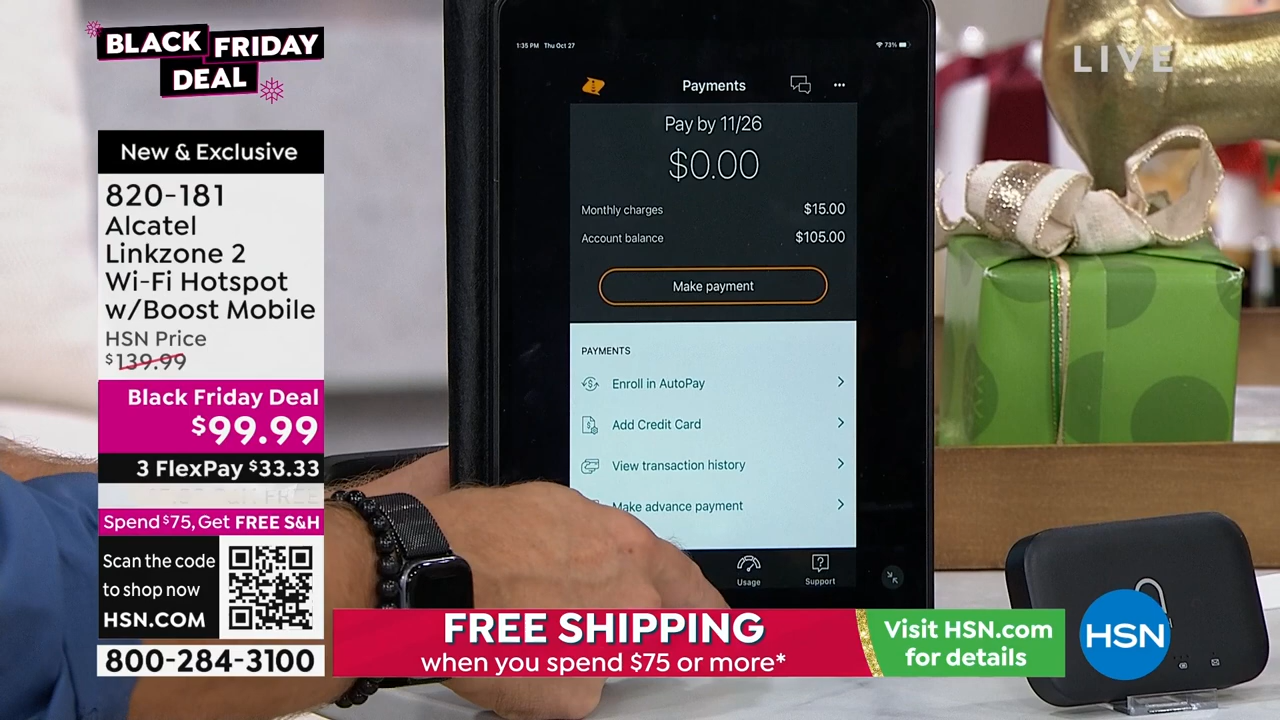 BLACK FRIDAY
DEAL
New & Exclusive
820-181
Alcatel
Linkzone 2
Wi-Fi Hotspot
w/Boost Mobile
HSN Price
$139.99
Black Friday Deal
$99.99
3 FlexPay $33.33
Spend $75, Get FREE S&H
Scan the code
to shop now
HSN.COM
800-284-3100
1:35 PM Thu Oct 27
73%
Payments
Pay by 11/26
$0.00
Monthly charges $15.00
Account balance $105.00
Make payment
PAYMENTS
Enroll in AutoPay
Add Credit Card
View transaction history
Make advance payment
Usage
Support
LIVE
FREE SHIPPING
when you spend $75 or more*
Visit HSN.com
for details
HSN